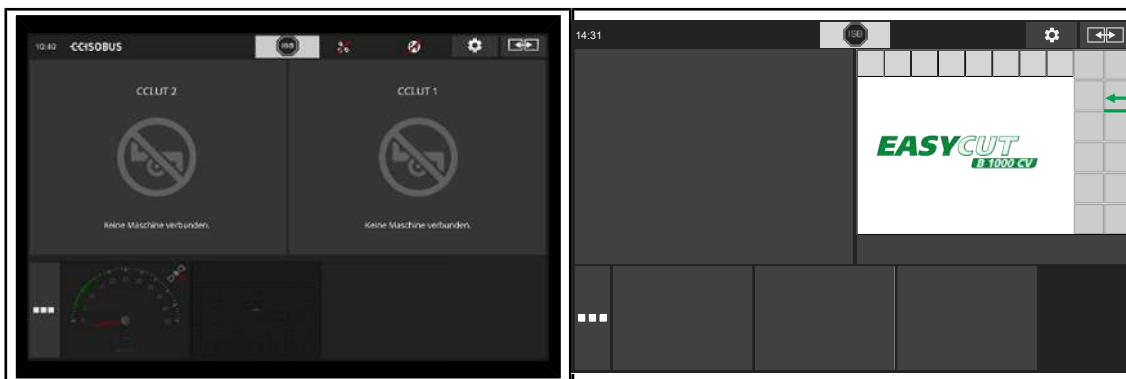 10:40 CCISOBUS ISB
CCI.UT 2
CCI.UT 1
Keine Maschine verbunden.
Keine Maschine verbunden.
14:31 ISB
EASYCUT
B 1000 CV